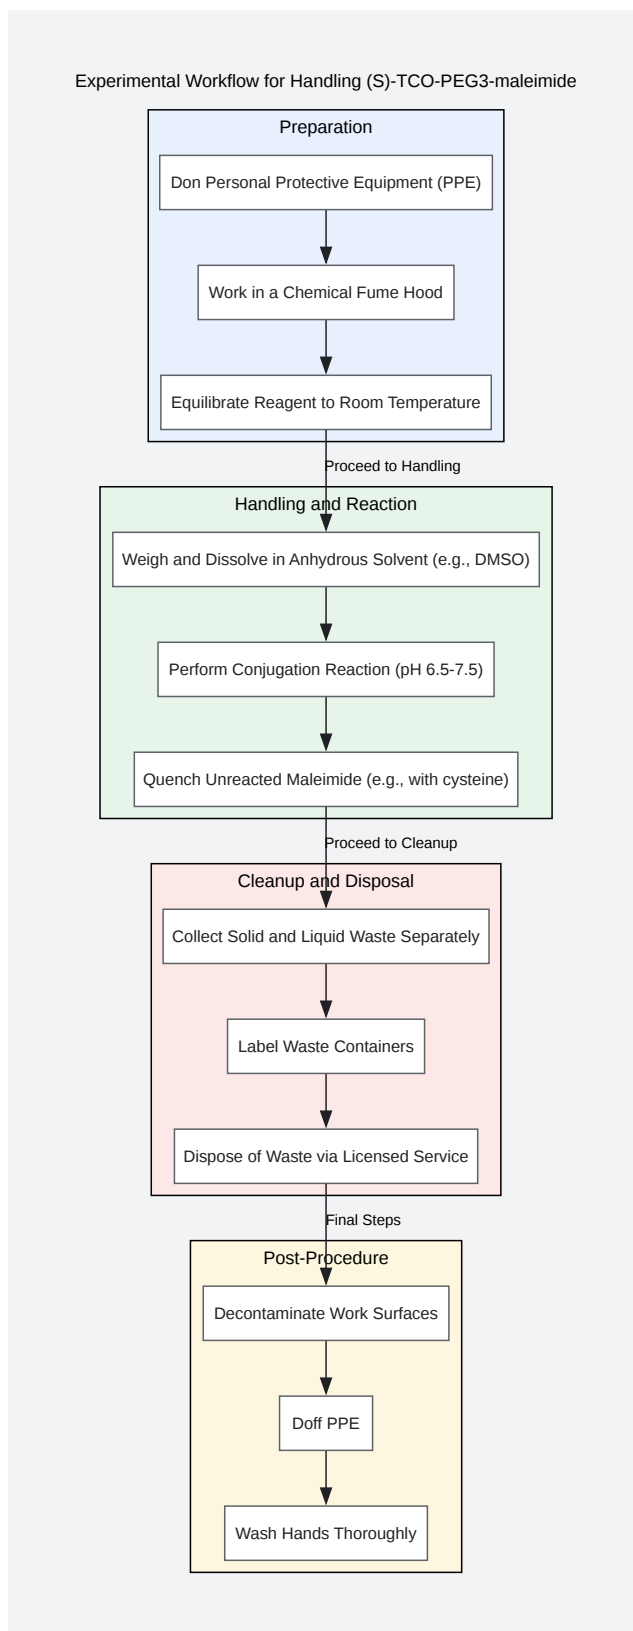 Experimental Workflow for Handling (S)-TCO-PEG3-maleimide
Preparation
Don Personal Protective Equipment (PPE)
Work in a Chemical Fume Hood
Equilibrate Reagent to Room Temperature
Proceed to Handling
Handling and Reaction
Weigh and Dissolve in Anhydrous Solvent (e.g., DMSO)
Perform Conjugation Reaction (pH 6.5-7.5)
Quench Unreacted Maleimide (e.g., with cysteine)
Proceed to Cleanup
Cleanup and Disposal
Collect Solid and Liquid Waste Separately
Label Waste Containers
Dispose of Waste via Licensed Service
Final Steps
Post-Procedure
Decontaminate Work Surfaces
Doff PPE
Wash Hands Thoroughly